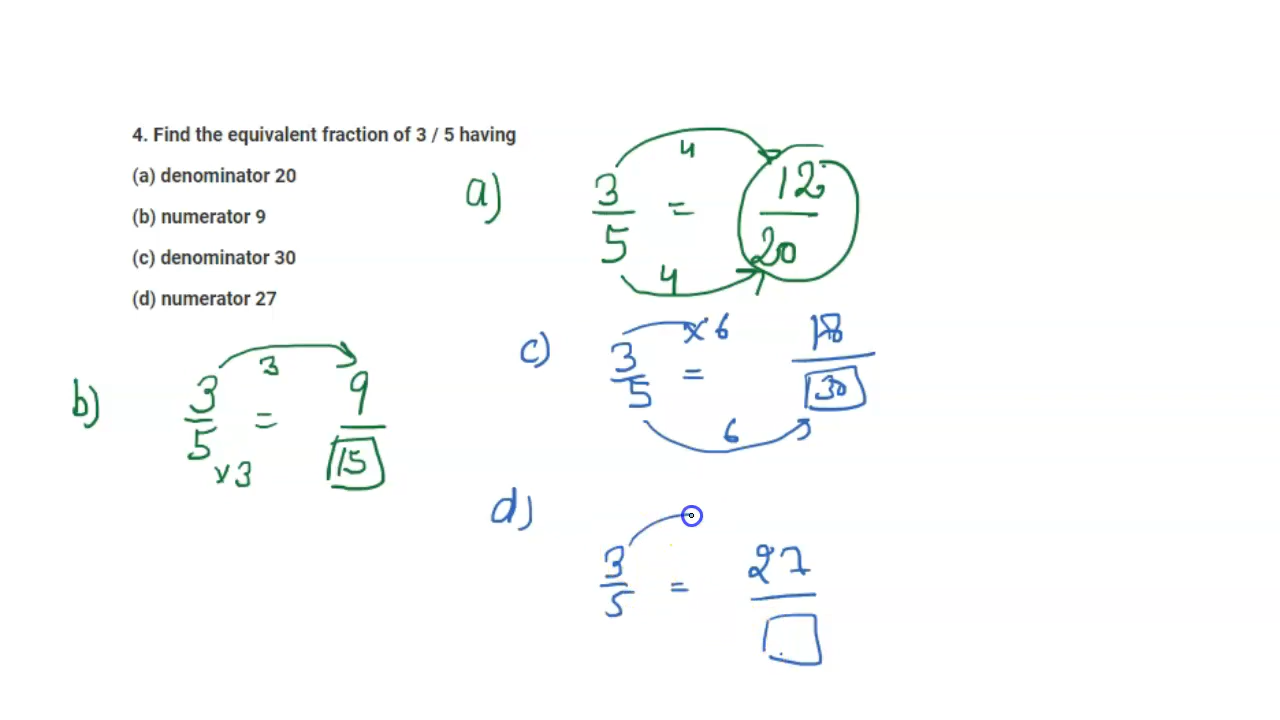 4. Find the equivalent fraction of 3 / 5 having
(a) denominator 20
(b) numerator 9
(c) denominator 30
(d) numerator 27
a) 3/5 = 12/20
4
4
b) 3/5 = 9/15
3
x3
c) 3/5 = 18/30
x6
6
d) 3/5 = 27/